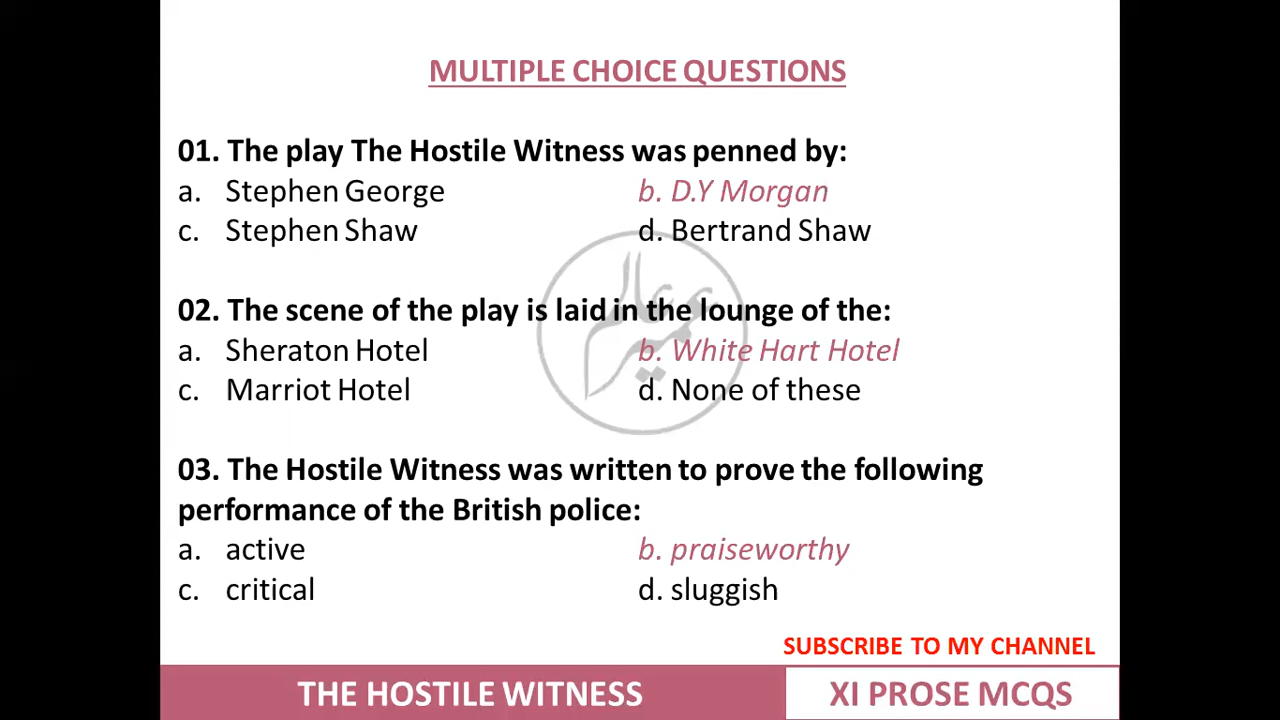 MULTIPLE CHOICE QUESTIONS
01. The play The Hostile Witness was penned by:
a. Stephen George b. D.Y Morgan
c. Stephen Shaw d. Bertrand Shaw
02. The scene of the play is laid in the lounge of the:
a. Sheraton Hotel b. White Hart Hotel
c. Marriot Hotel d. None of these
03. The Hostile Witness was written to prove the following
performance of the British police:
a. active b. praiseworthy
c. critical d. sluggish
SUBSCRIBE TO MY CHANNEL
THE HOSTILE WITNESS XI PROSE MCQS